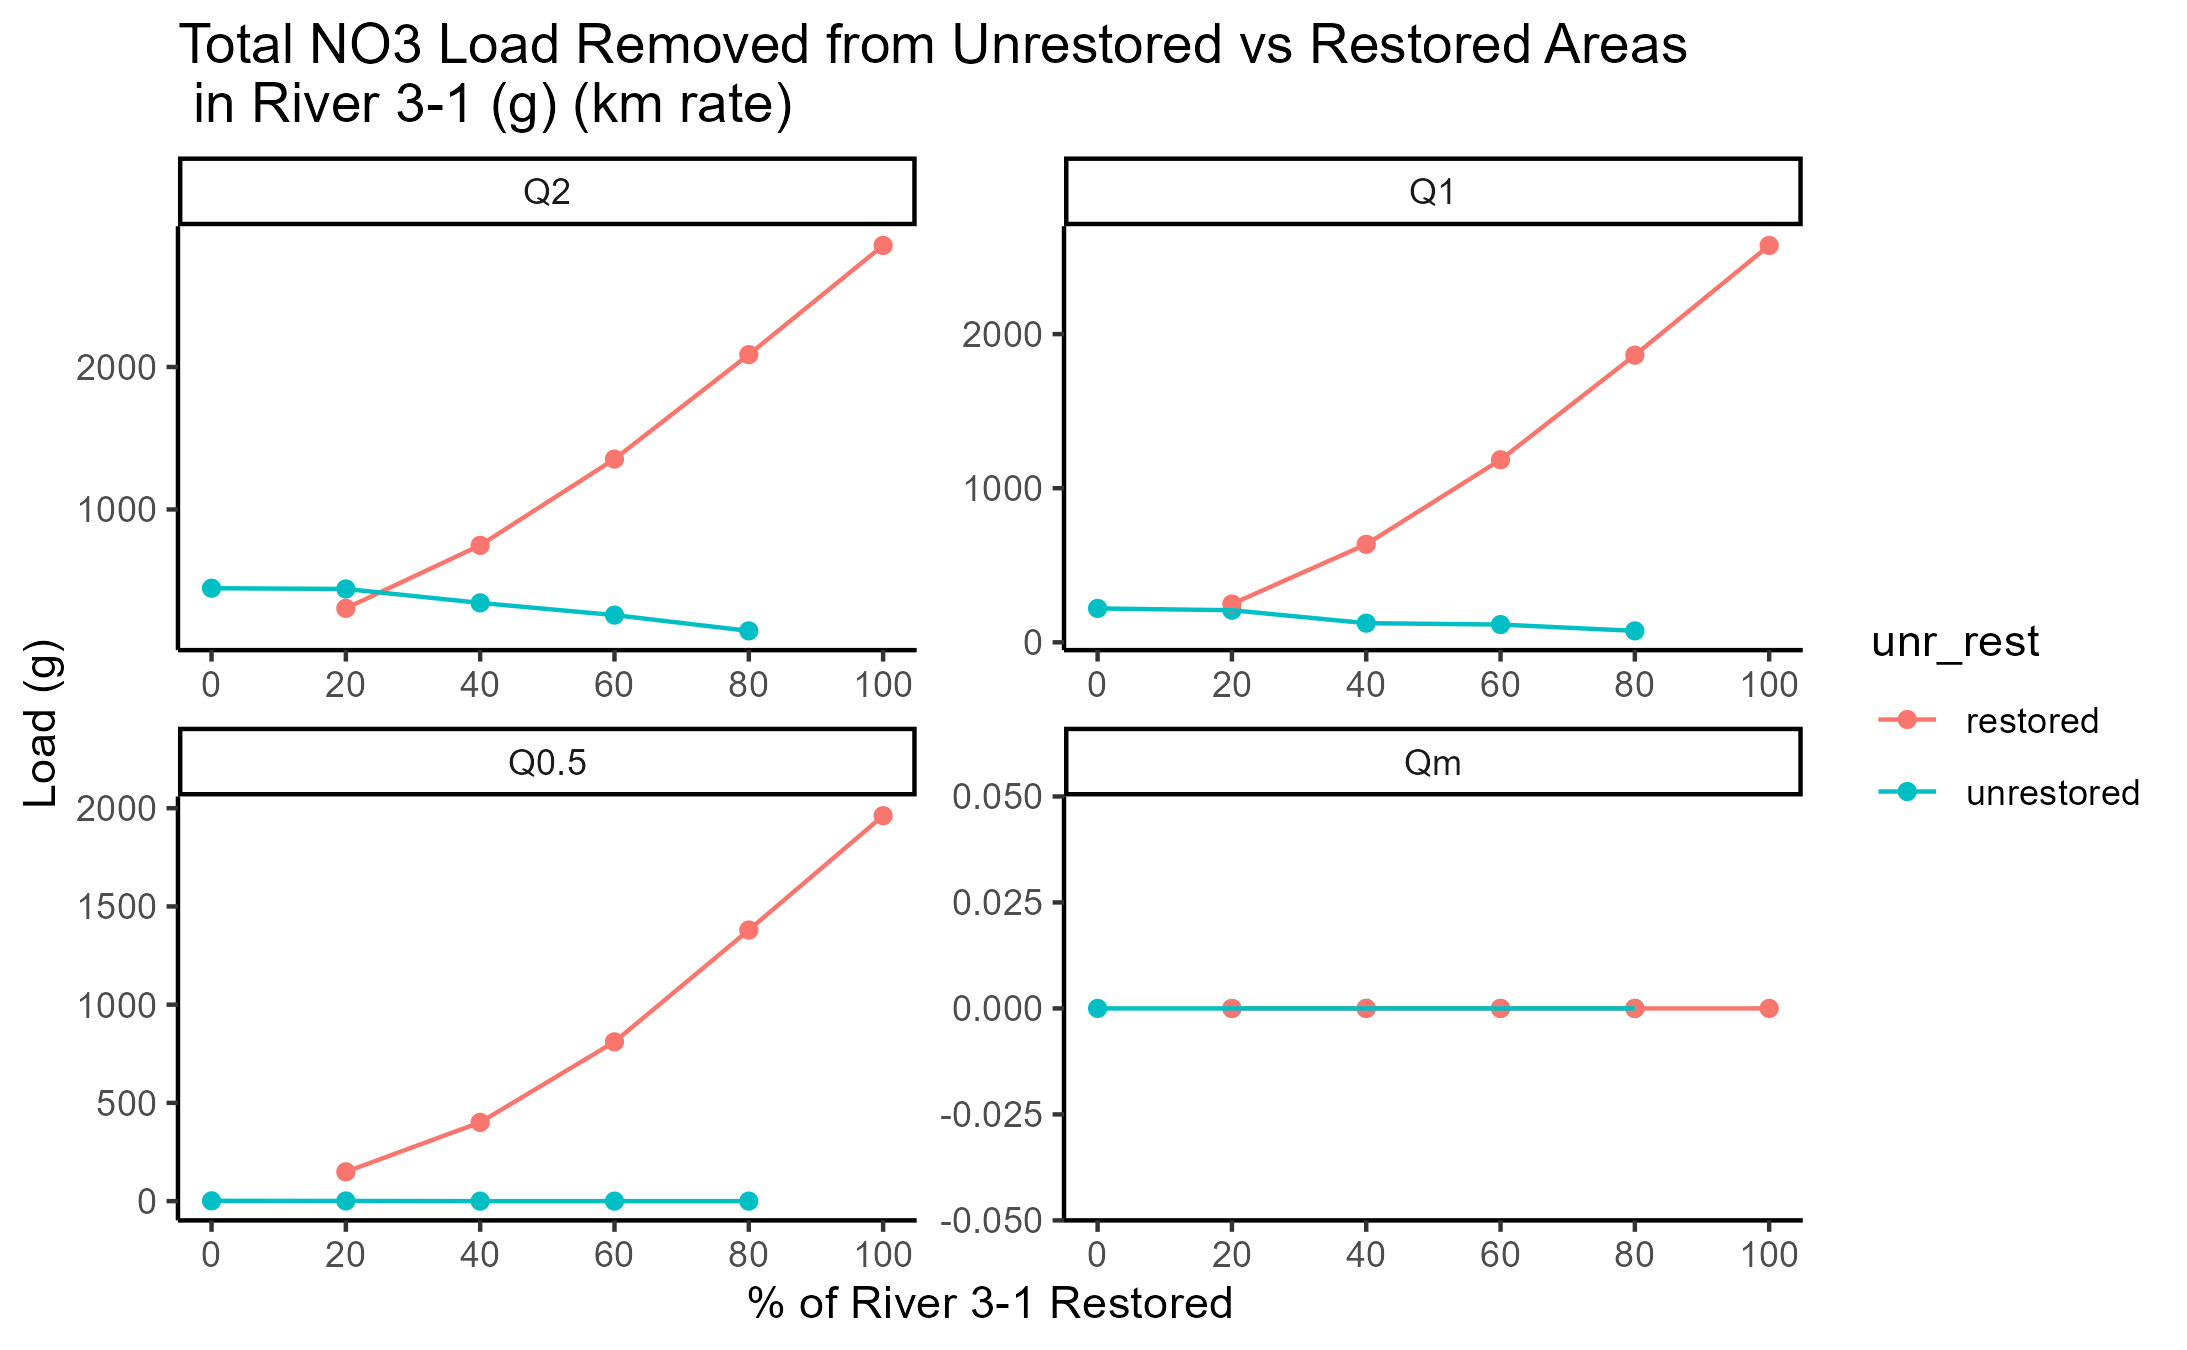 Total NO3 Load Removed from Unrestored vs Restored Areas
in River 3-1 (g) (km rate)
Q2
Q1
2000
1000
2000
1000
0
0 20 40 60 80 100
0 20 40 60 80 100
Load (g)
Q0.5
Qm
2000
1500
1000
500
0
0.050
0.025
0.000
-0.025
-0.050
0 20 40 60 80 100
0 20 40 60 80 100
% of River 3-1 Restored
unr_rest
restored
unrestored